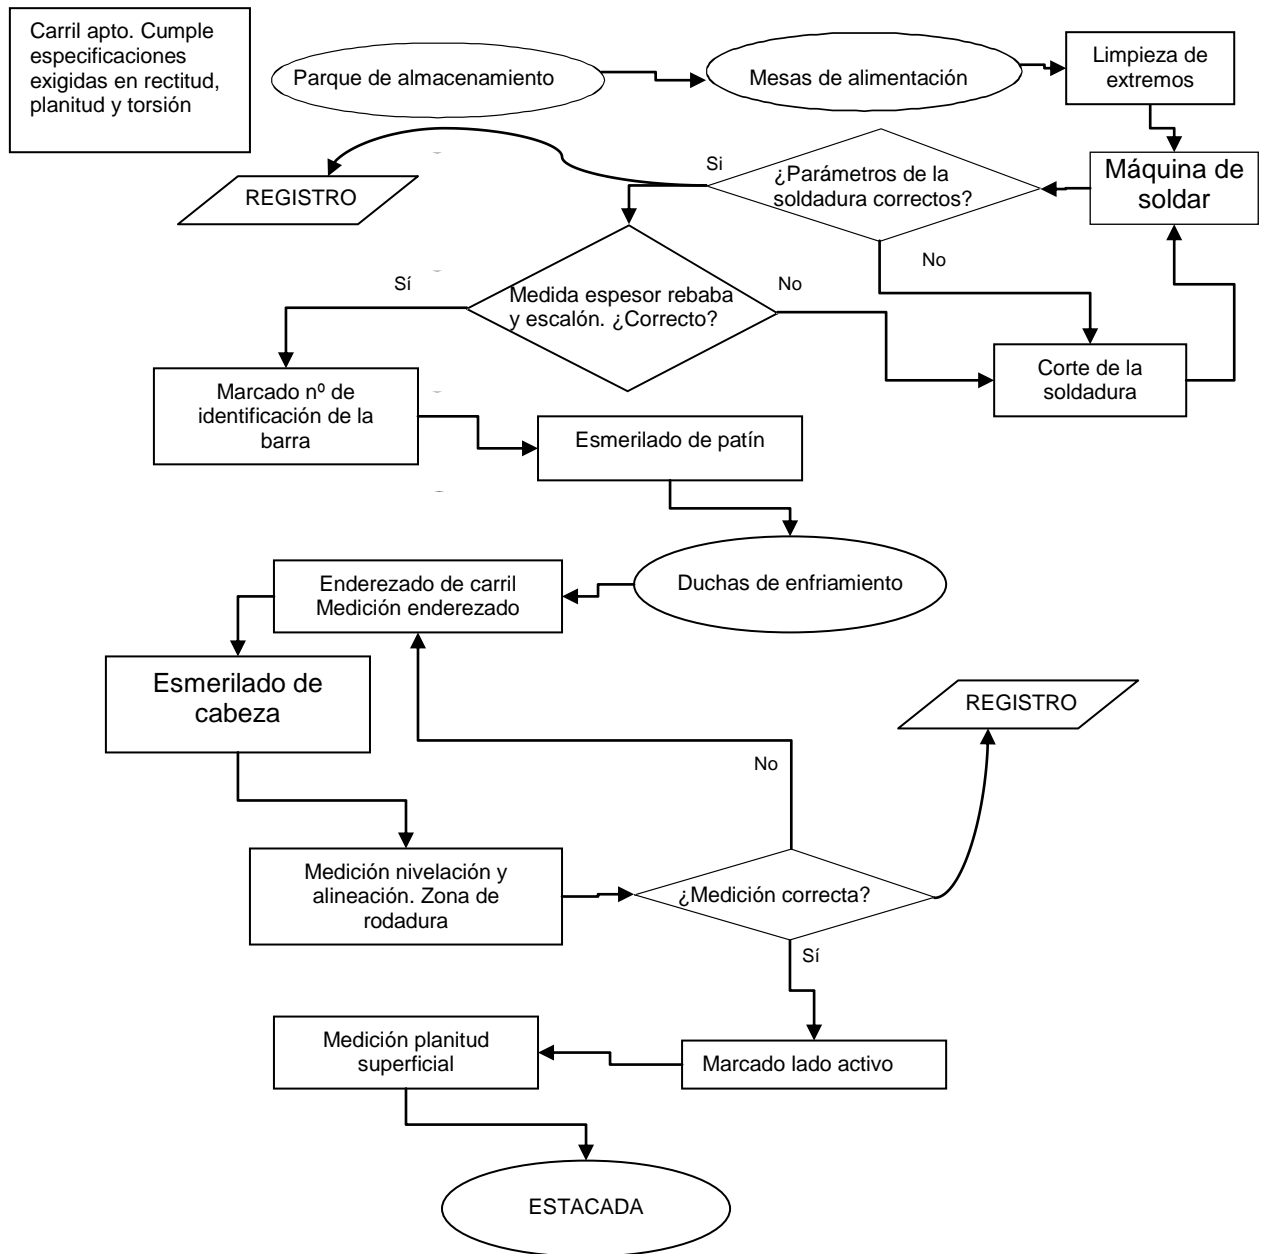 Carril apto. Cumple
especificaciones
exigidas en rectitud,
planitud y torsión
Parque de almacenamiento
Mesas de alimentación
Limpieza de
extremos
Máquina de
soldar
¿Parámetros de la
soldadura correctos?
Si
REGISTRO
No
Medida espesor rebaba
y escalón. ¿Correcto?
Sí
No
Corte de la
soldadura
Marcado nº de
identificación de la
barra
Esmerilado de patín
Duchas de enfriamiento
Enderezado de carril
Medición enderezado
Esmerilado de
cabeza
REGISTRO
No
Medición nivelación y
alineación. Zona de
rodadura
¿Medición correcta?
Sí
Marcado lado activo
Medición planitud
superficial
ESTACADA